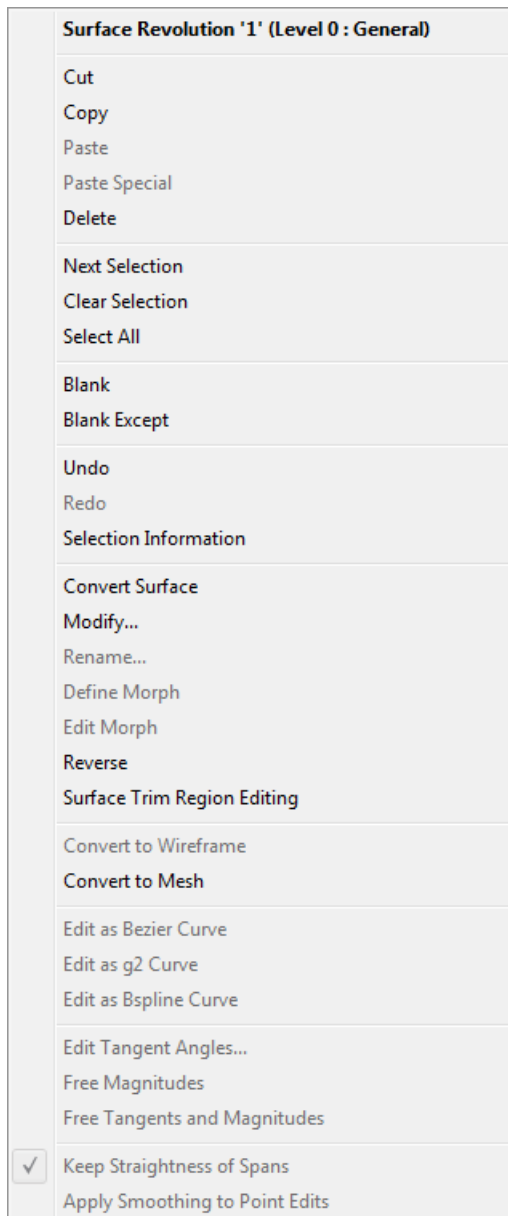 Surface Revolution '1' (Level 0 : General)
Cut
Copy
Paste
Paste Special
Delete
Next Selection
Clear Selection
Select All
Blank
Blank Except
Undo
Redo
Selection Information
Convert Surface
Modify...
Rename...
Define Morph
Edit Morph
Reverse
Surface Trim Region Editing
Convert to Wireframe
Convert to Mesh
Edit as Bezier Curve
Edit as g2 Curve
Edit as Bspline Curve
Edit Tangent Angles...
Free Magnitudes
Free Tangents and Magnitudes
Keep Straightness of Spans
Apply Smoothing to Point Edits